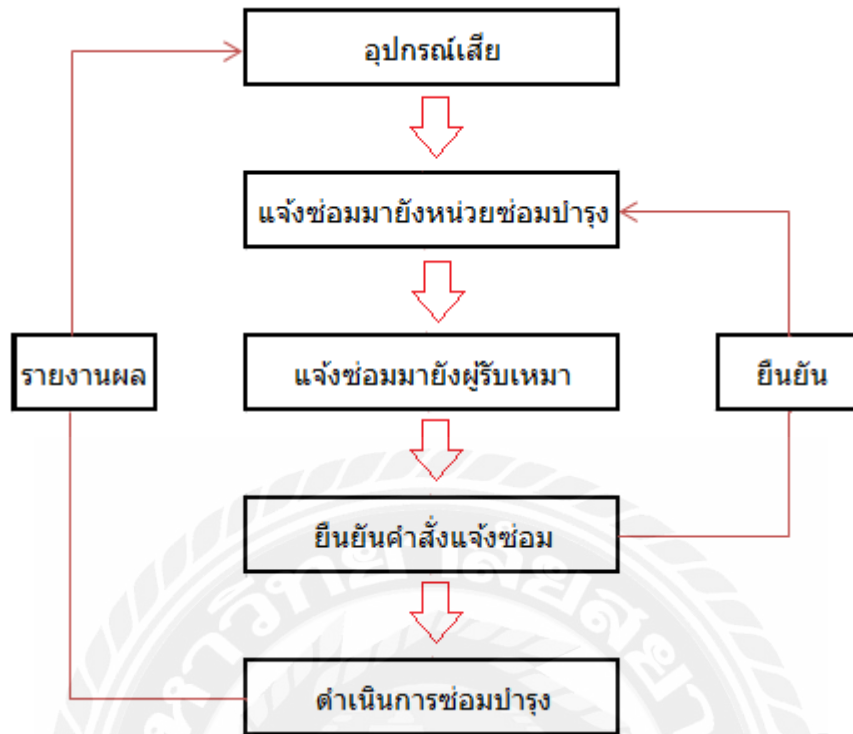 อุปกรณ์เสีย
แจ้งซ่อมมายังหน่วยซ่อมบำรุง
รายงานผล
แจ้งซ่อมมายังผู้รับเหมา
ยืนยัน
ยืนยันคำสั่งแจ้งซ่อม
ดำเนินการซ่อมบำรุง